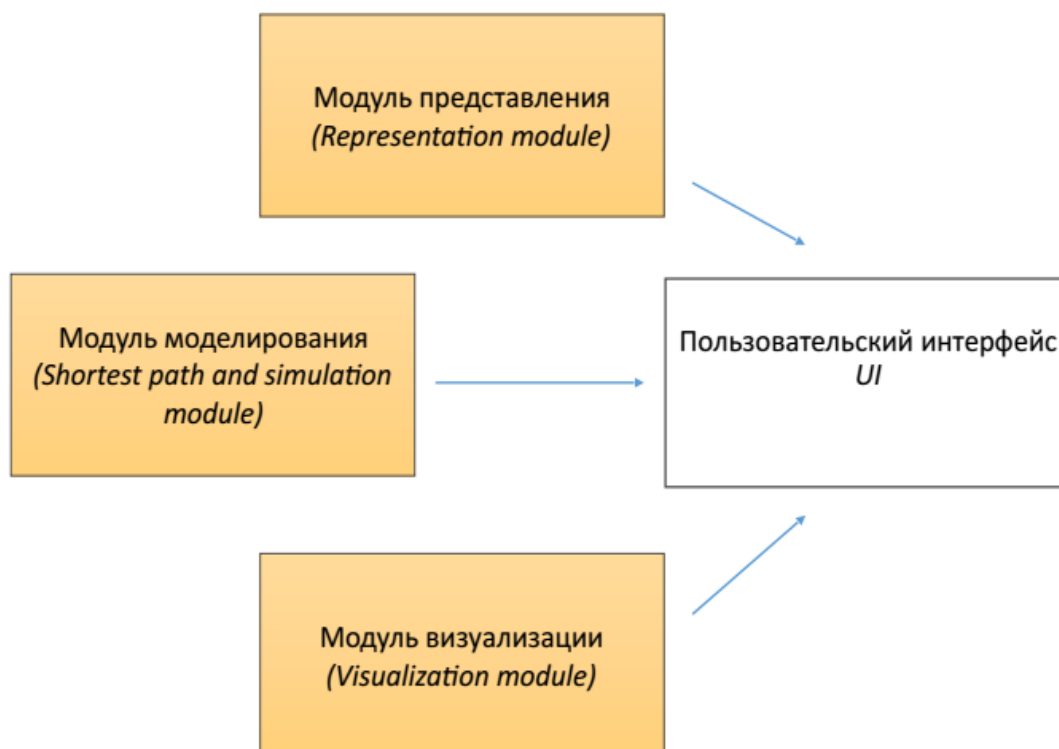 Модуль представления
(Representation module)
Модуль моделирования
(Shortest path and simulation
module)
Пользовательский интерфейс
UI
Модуль визуализации
(Visualization module)